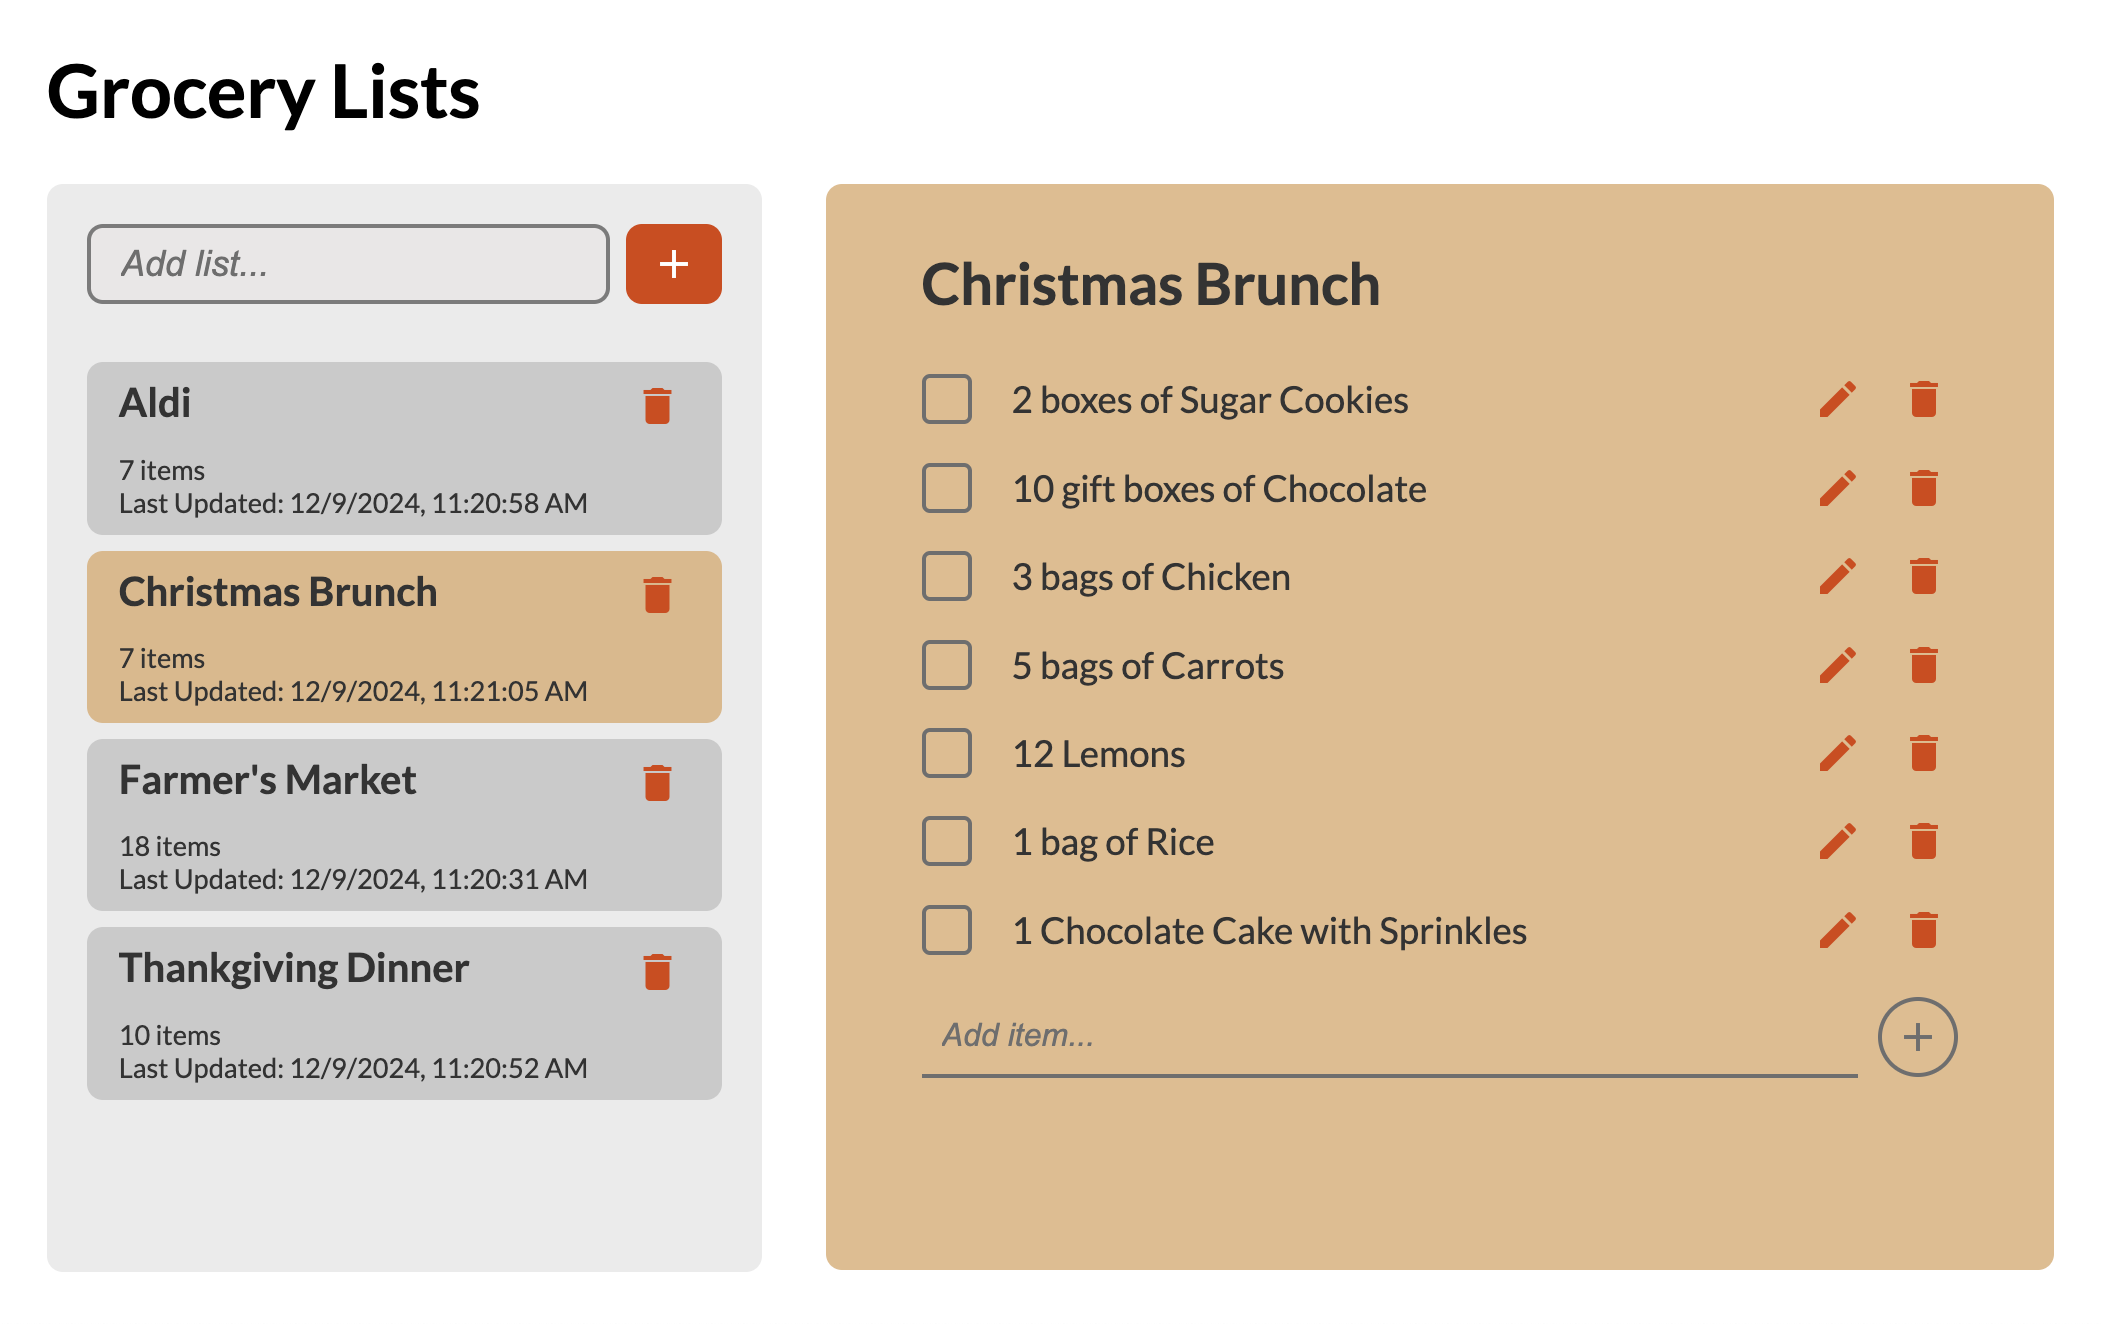 Grocery Lists
Add list...
Aldi
7 items
Last Updated: 12/9/2024, 11:20:58 AM
Christmas Brunch
7 items
Last Updated: 12/9/2024, 11:21:05 AM
Farmer's Market
18 items
Last Updated: 12/9/2024, 11:20:31 AM
Thankgiving Dinner
10 items
Last Updated: 12/9/2024, 11:20:52 AM
Christmas Brunch
2 boxes of Sugar Cookies
10 gift boxes of Chocolate
3 bags of Chicken
5 bags of Carrots
12 Lemons
1 bag of Rice
1 Chocolate Cake with Sprinkles
Add item...